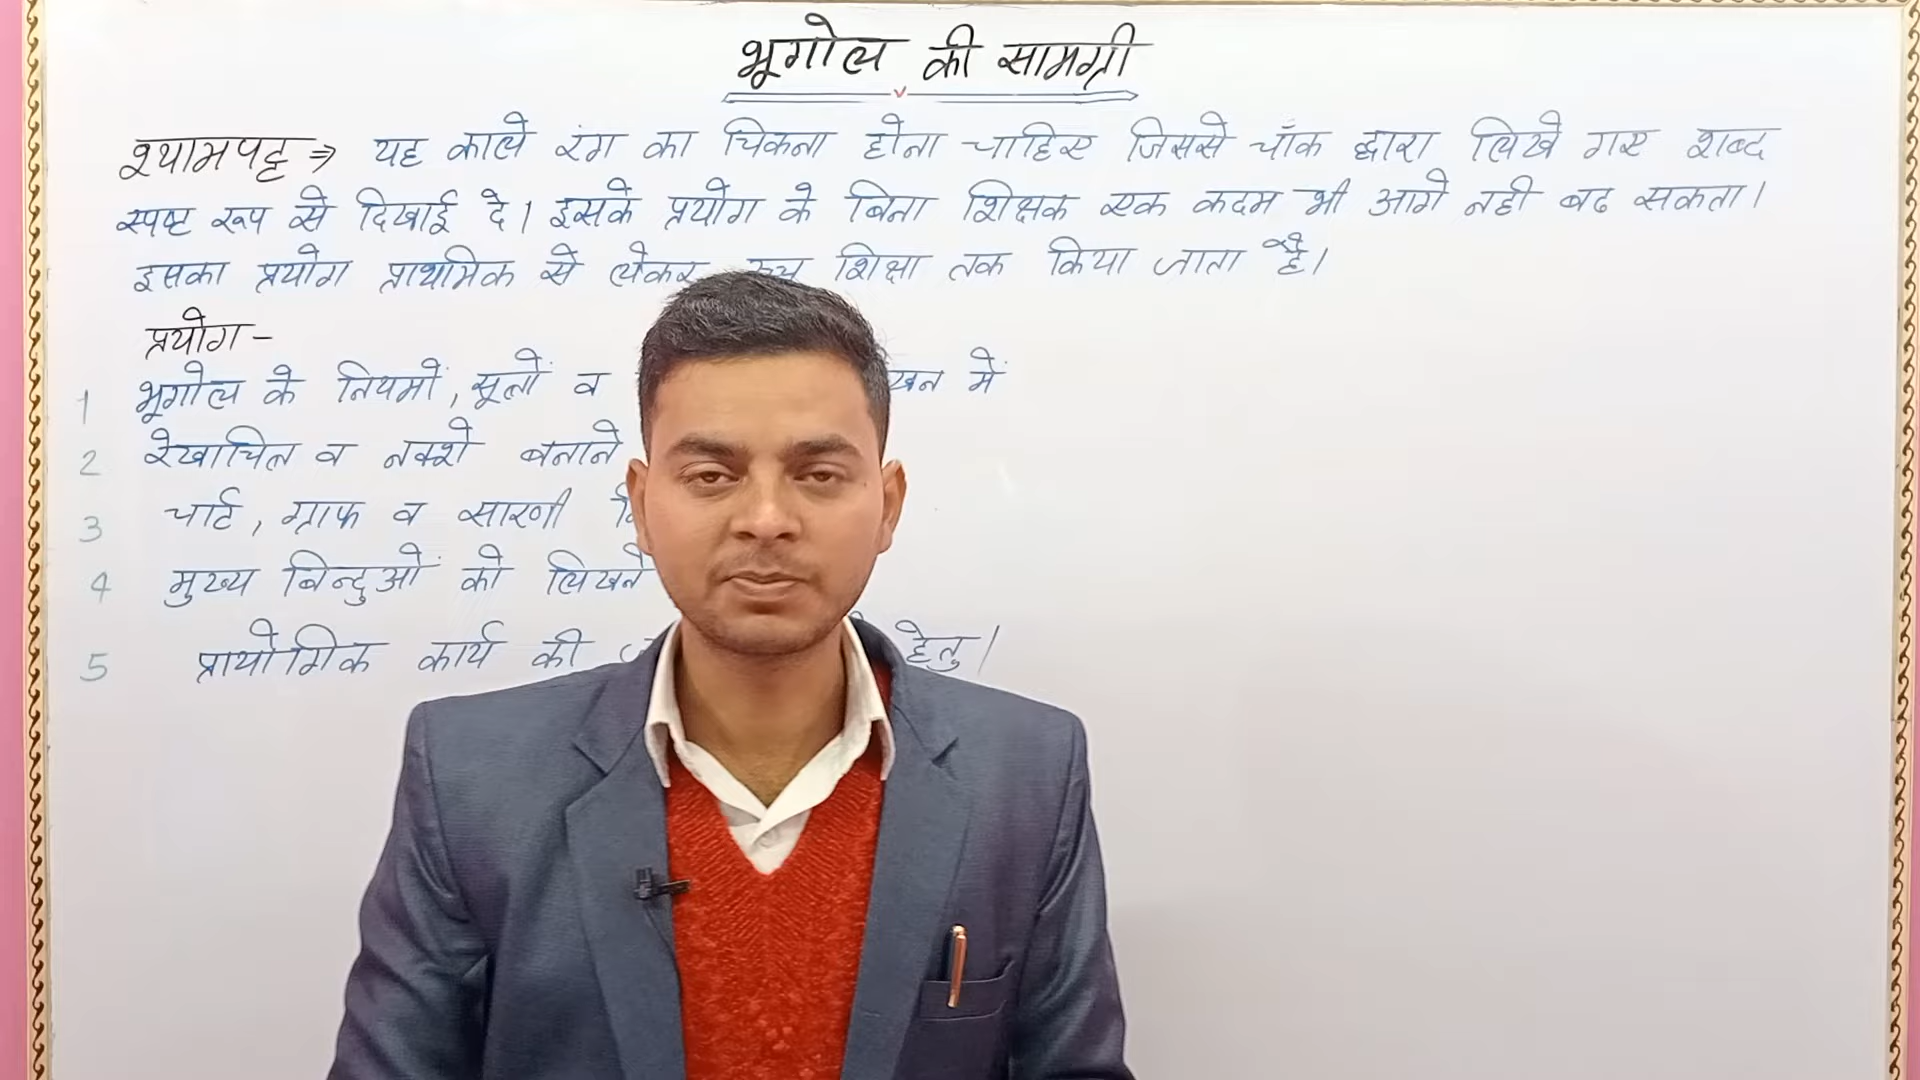 भूगोल की सामग्री
श्यामपट्ट ⇒ यह काले रंग का चिकना होना चाहिए जिससे चॉक द्वारा लिखे गए शब्द
स्पष्ट रूप से दिखाई दे। इसके प्रयोग के बिना शिक्षक एक कदम भी आगे नही बढ सकता।
इसका प्रयोग प्राथमिक से लेकर शिक्षा तक किया जाता है।
प्रयोग-
1 भूगोल के नियमों, सूत्रों व में
2 रेखाचित्र व नक्शे बनाने
3 चार्ट, ग्राफ व सारणी
4 मुख्य बिन्दुओं को लिखने
5 प्रायोगिक कार्य की हेतु।